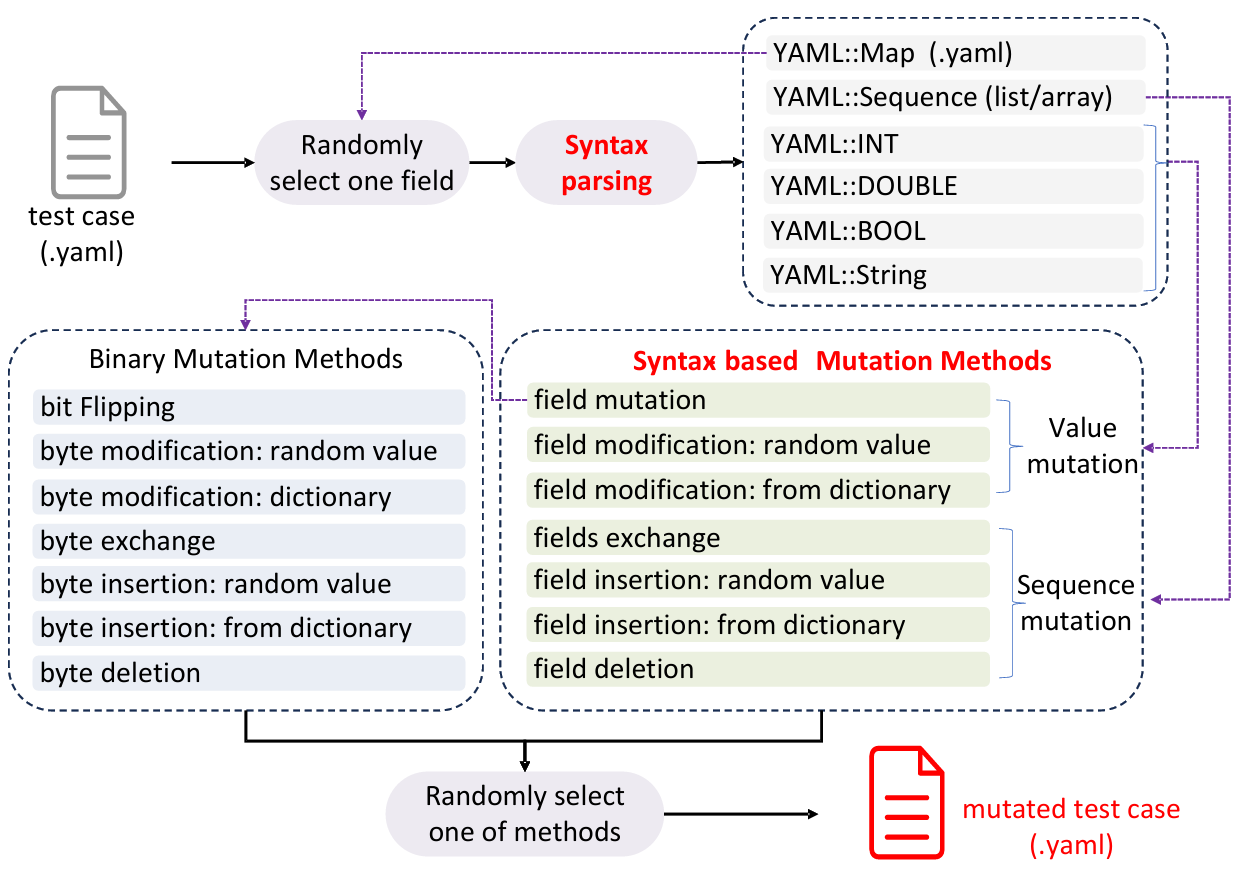 test case
(.yaml)
Randomly
select one field
Syntax
parsing
YAML::Map (.yaml)
YAML::Sequence (list/array)
YAML::INT
YAML::DOUBLE
YAML::BOOL
YAML::String
Binary Mutation Methods
bit Flipping
byte modification: random value
byte modification: dictionary
byte exchange
byte insertion: random value
byte insertion: from dictionary
byte deletion
Syntax based Mutation Methods
field mutation
field modification: random value
field modification: from dictionary
Value
mutation
fields exchange
field insertion: random value
field insertion: from dictionary
field deletion
Sequence
mutation
Randomly select
one of methods
mutated test case
(.yaml)